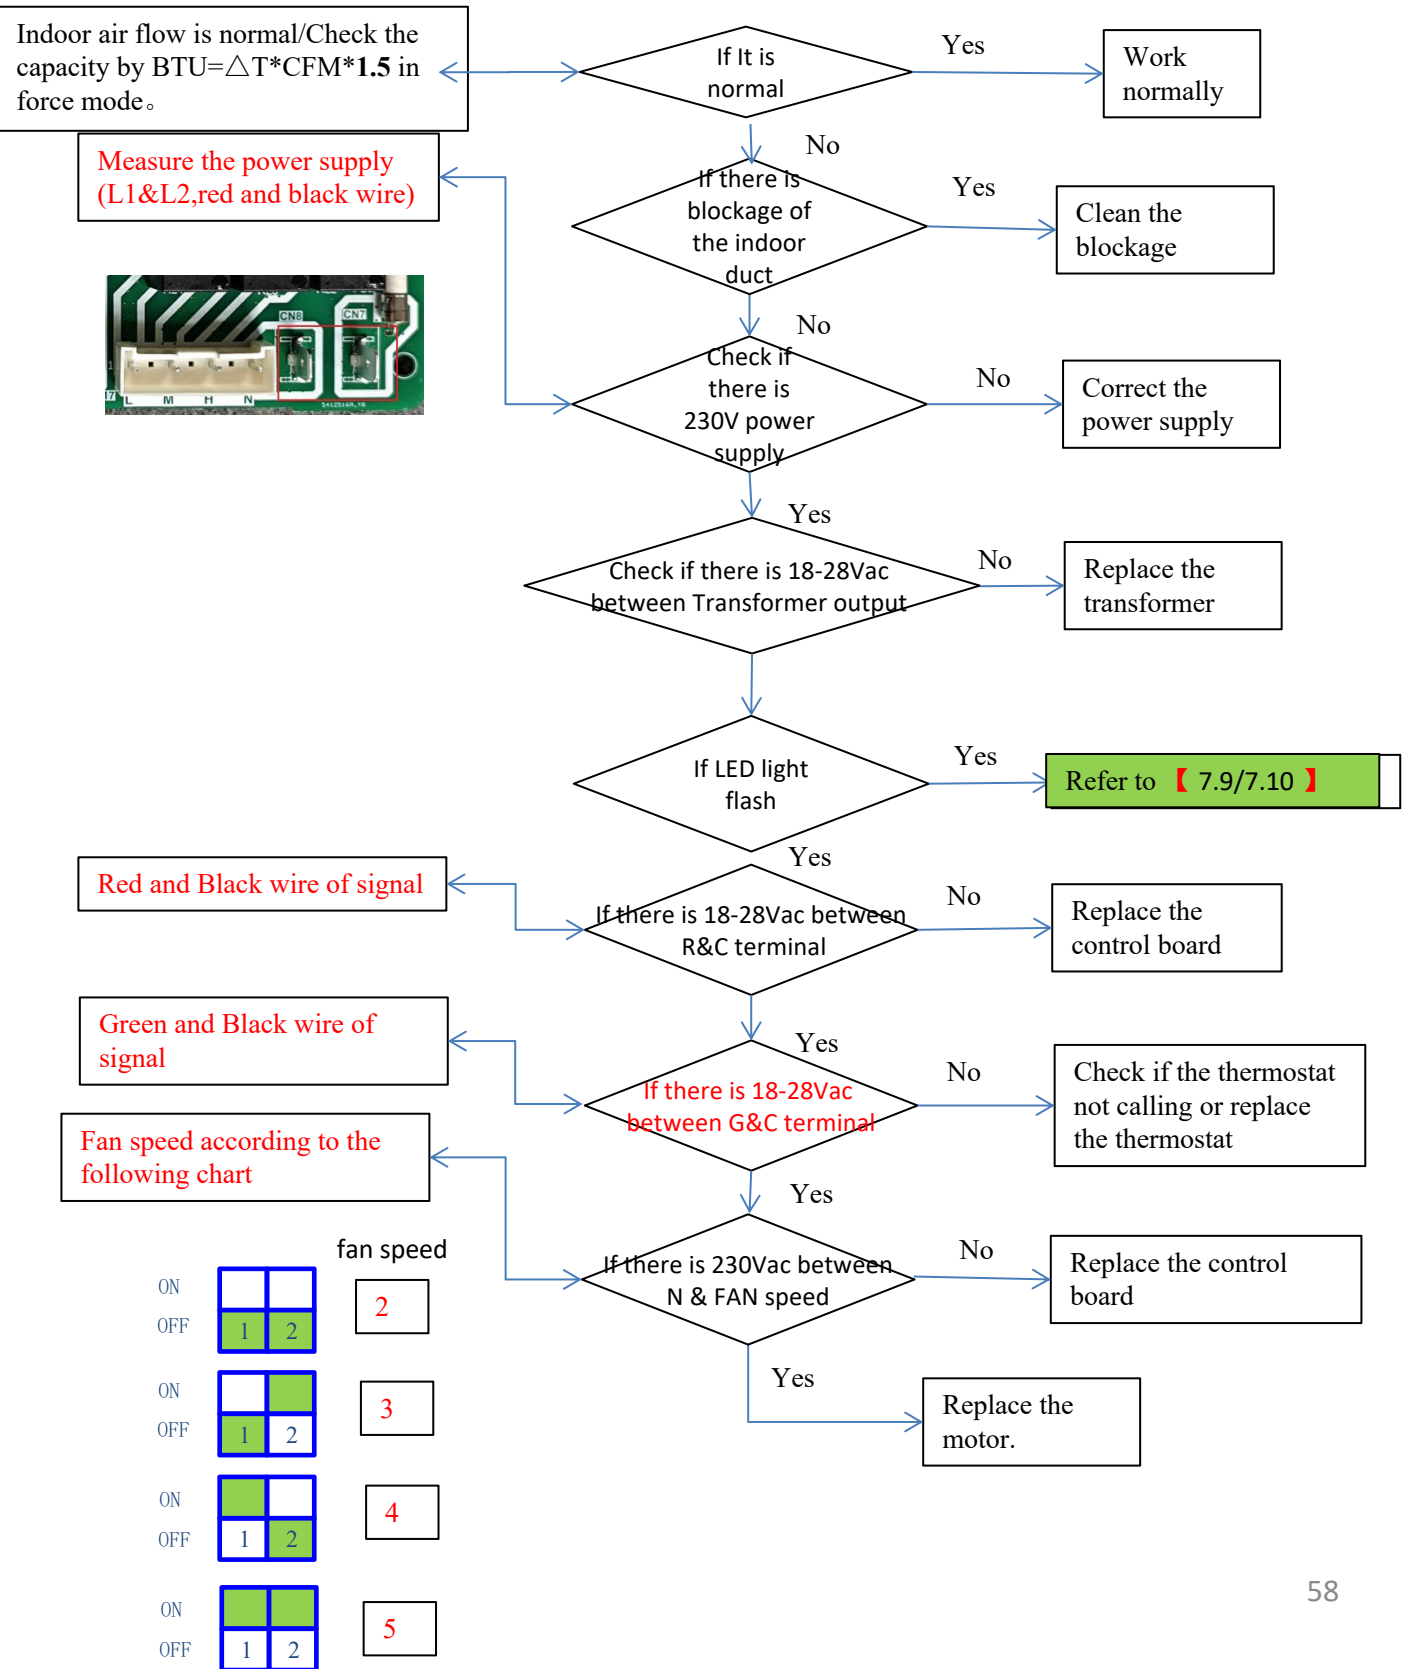 Indoor air flow is normal/Check the
capacity by BTU=△T*CFM*1.5 in
force mode。
If It is
normal
Yes
Work
normally
No
Measure the power supply
(L1&L2,red and black wire)
If there is
blockage of
the indoor
duct
Yes
Clean the
blockage
No
CN8
CN7
L M H N
5412516A_Y0
Check if
there is
230V power
supply
No
Correct the
power supply
Yes
Check if there is 18-28Vac
between Transformer output
No
Replace the
transformer
If LED light
flash
Yes
Refer to 【 7.9/7.10 】
Yes
Red and Black wire of signal
If there is 18-28Vac between
R&C terminal
No
Replace the
control board
Green and Black wire of
signal
Yes
If there is 18-28Vac
between G&C terminal
No
Check if the thermostat
not calling or replace
the thermostat
Fan speed according to the
following chart
Yes
If there is 230Vac between
N & FAN speed
No
Replace the control
board
Yes
Replace the
motor.
fan speed
ON
OFF 1 2
2
ON
OFF 1 2
3
ON
OFF 1 2
4
ON
OFF 1 2
5
58